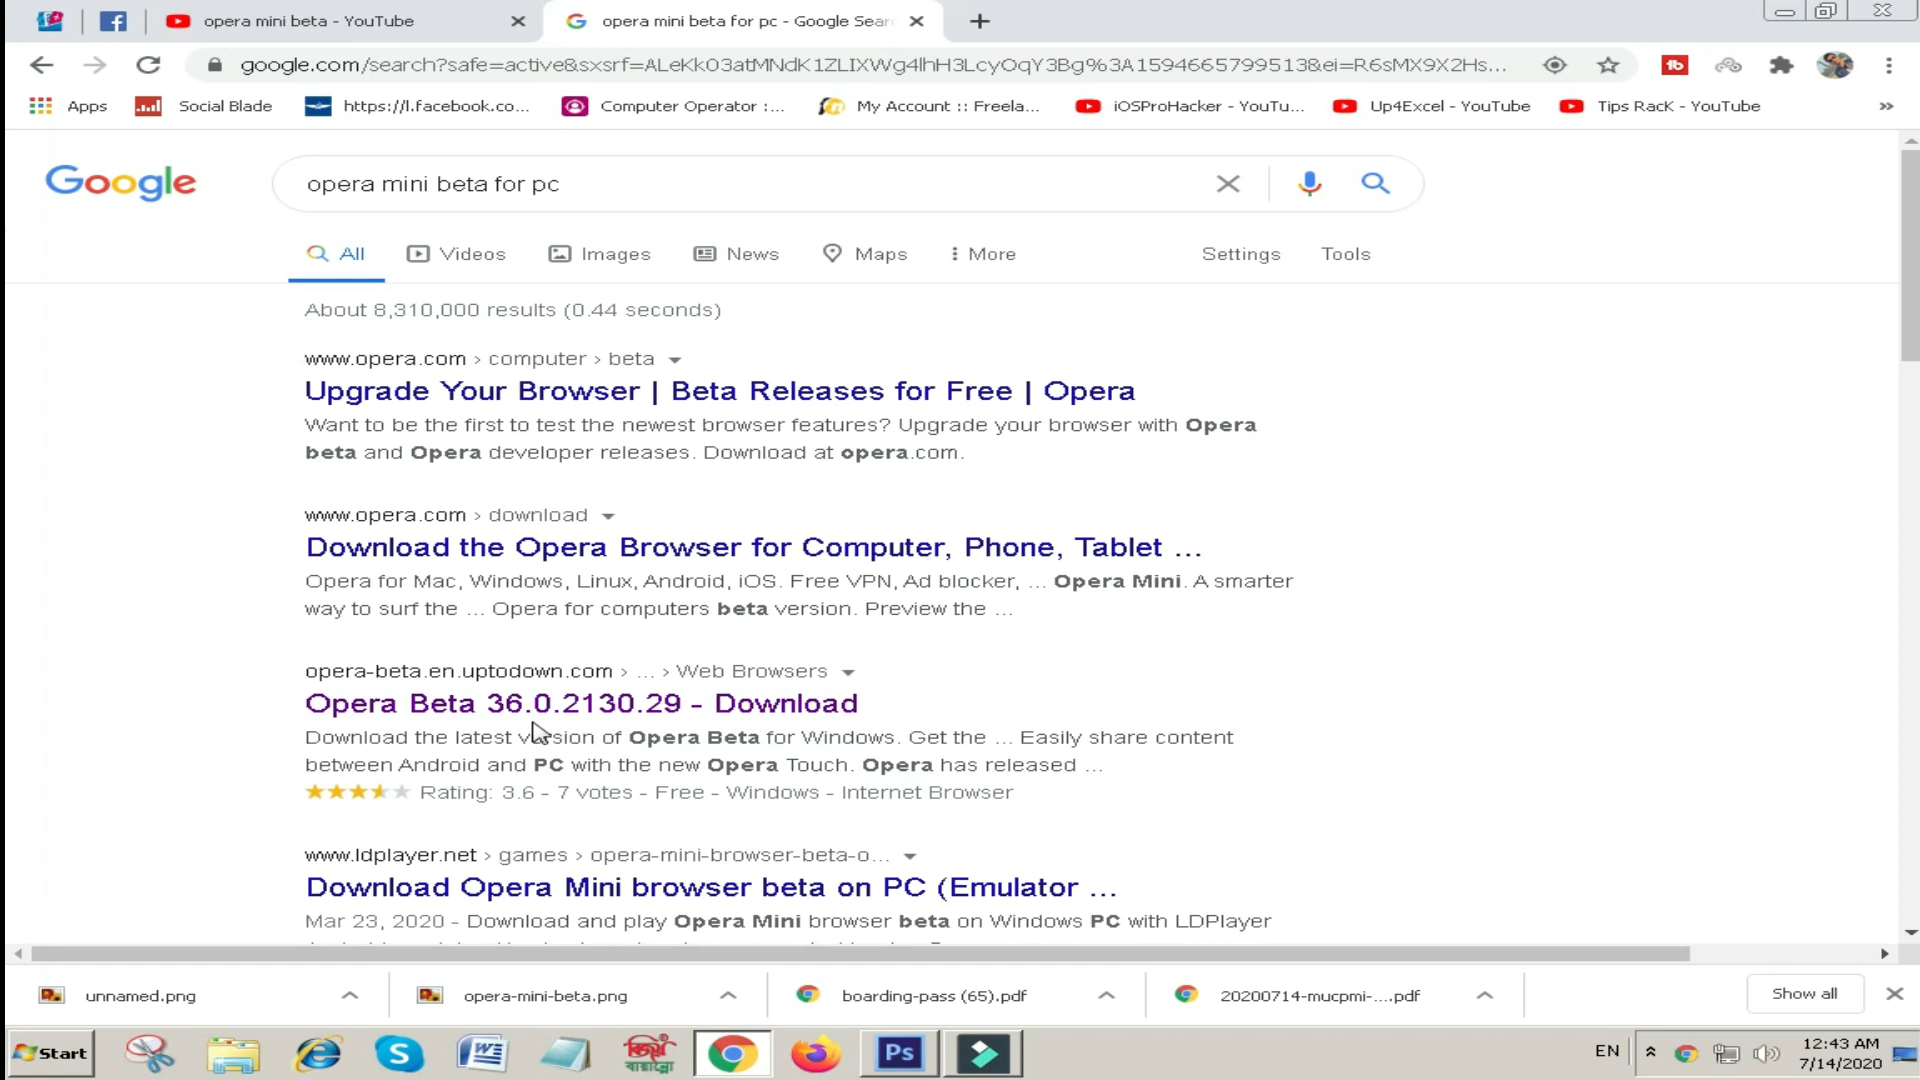 opera mini beta - YouTube
opera mini beta for pc - Google Sear
google.com/search?safe=active&sxsrf=ALeKk03atMNdK1ZLIXWg4lhH3LcyOqY3Bg%3A1594665799513&ei=R6sMX9X2Hs...
Apps Social Blade https://l.facebook.co... Computer Operator :... My Account :: Freela... iOSProHacker - YouTu... Up4Excel - YouTube Tips RacK - YouTube »
Google opera mini beta for pc
All Videos Images News Maps More Settings Tools
About 8,310,000 results (0.44 seconds)
www.opera.com › computer › beta
Upgrade Your Browser | Beta Releases for Free | Opera
Want to be the first to test the newest browser features? Upgrade your browser with Opera
beta and Opera developer releases. Download at opera.com.
www.opera.com › download
Download the Opera Browser for Computer, Phone, Tablet ...
Opera for Mac, Windows, Linux, Android, iOS. Free VPN, Ad blocker, ... Opera Mini. A smarter
way to surf the ... Opera for computers beta version. Preview the ...
opera-beta.en.uptodown.com › ... › Web Browsers
Opera Beta 36.0.2130.29 - Download
Download the latest version of Opera Beta for Windows. Get the ... Easily share content
between Android and PC with the new Opera Touch. Opera has released ...
Rating: 3.6 - 7 votes - Free - Windows - Internet Browser
www.ldplayer.net › games › opera-mini-browser-beta-o...
Download Opera Mini browser beta on PC (Emulator ...
Mar 23, 2020 - Download and play Opera Mini browser beta on Windows PC with LDPlayer
unnamed.png opera-mini-beta.png boarding-pass (65).pdf 20200714-mucpmi-....pdf Show all
Start বিজয় বায়ান্নো Ps EN 12:43 AM
7/14/2020